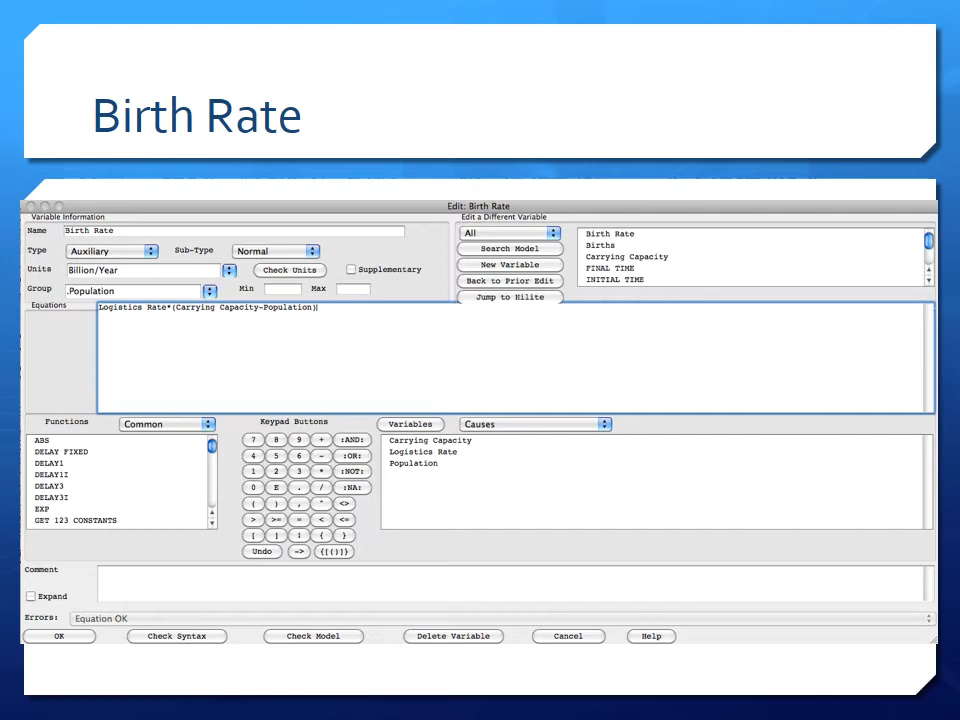 Birth Rate
Edit: Birth Rate
Variable Information
Edit a Different Variable
Name Birth Rate
All
Type Auxiliary Sub-Type Normal
Search Model
Units Billion/Year Check Units Supplementary
New Variable
Group .Population Min Max
Back to Prior Edit
Jump to Hilite
Birth Rate
Births
Carrying Capacity
FINAL TIME
INITIAL TIME
Equations
Logistics Rate*(Carrying Capacity-Population)
Functions Common
Keypad Buttons
Variables Causes
ABS
DELAY FIXED
DELAY1
DELAY1I
DELAY3
DELAY3I
EXP
GET 123 CONSTANTS
7 8 9 + :AND:
4 5 6 - :OR:
1 2 3 * :NOT:
0 E . / :NA:
( ) , ^ <>
> >= = < <=
[ ] ! { }
Undo -> {[()]}
Carrying Capacity
Logistics Rate
Population
Comment
Expand
Errors: Equation OK
OK Check Syntax Check Model Delete Variable Cancel Help